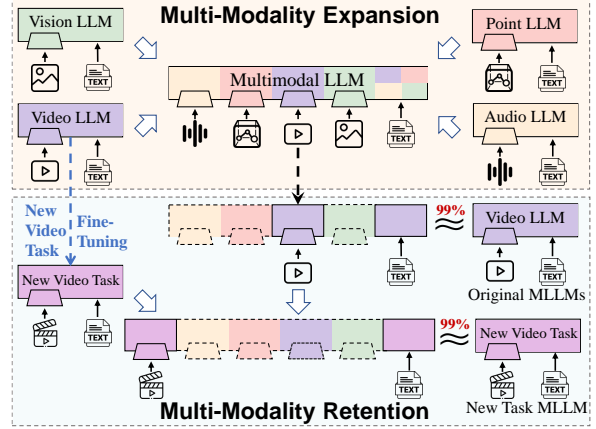 Multi-Modality Expansion
Vision LLM
TEXT
Point LLM
TEXT
Multimodal LLM
TEXT
Video LLM
TEXT
Audio LLM
TEXT
New
Video
Task
Fine-
Tuning
TEXT
99%
Video LLM
TEXT
Original MLLMs
New Video Task
TEXT
TEXT
99%
New Video Task
TEXT
New Task MLLM
Multi-Modality Retention